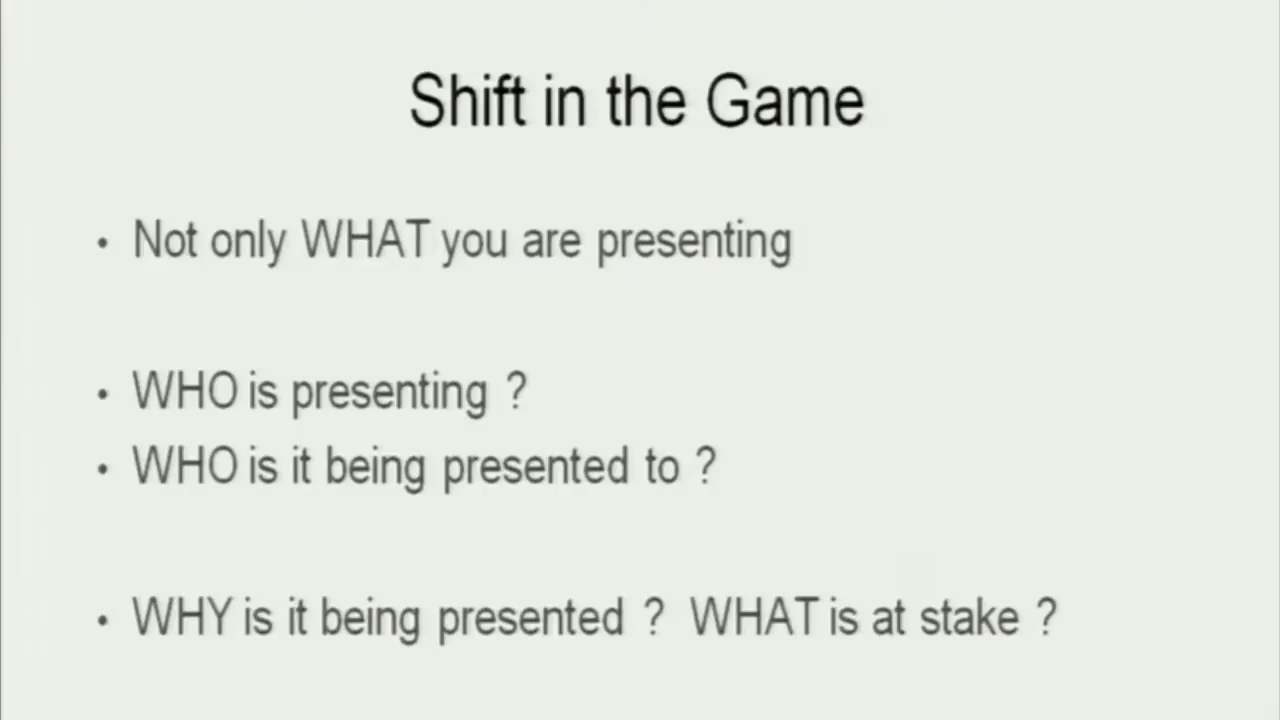 Shift in the Game
• Not only WHAT you are presenting
• WHO is presenting ?
• WHO is it being presented to ?
• WHY is it being presented ? WHAT is at stake ?